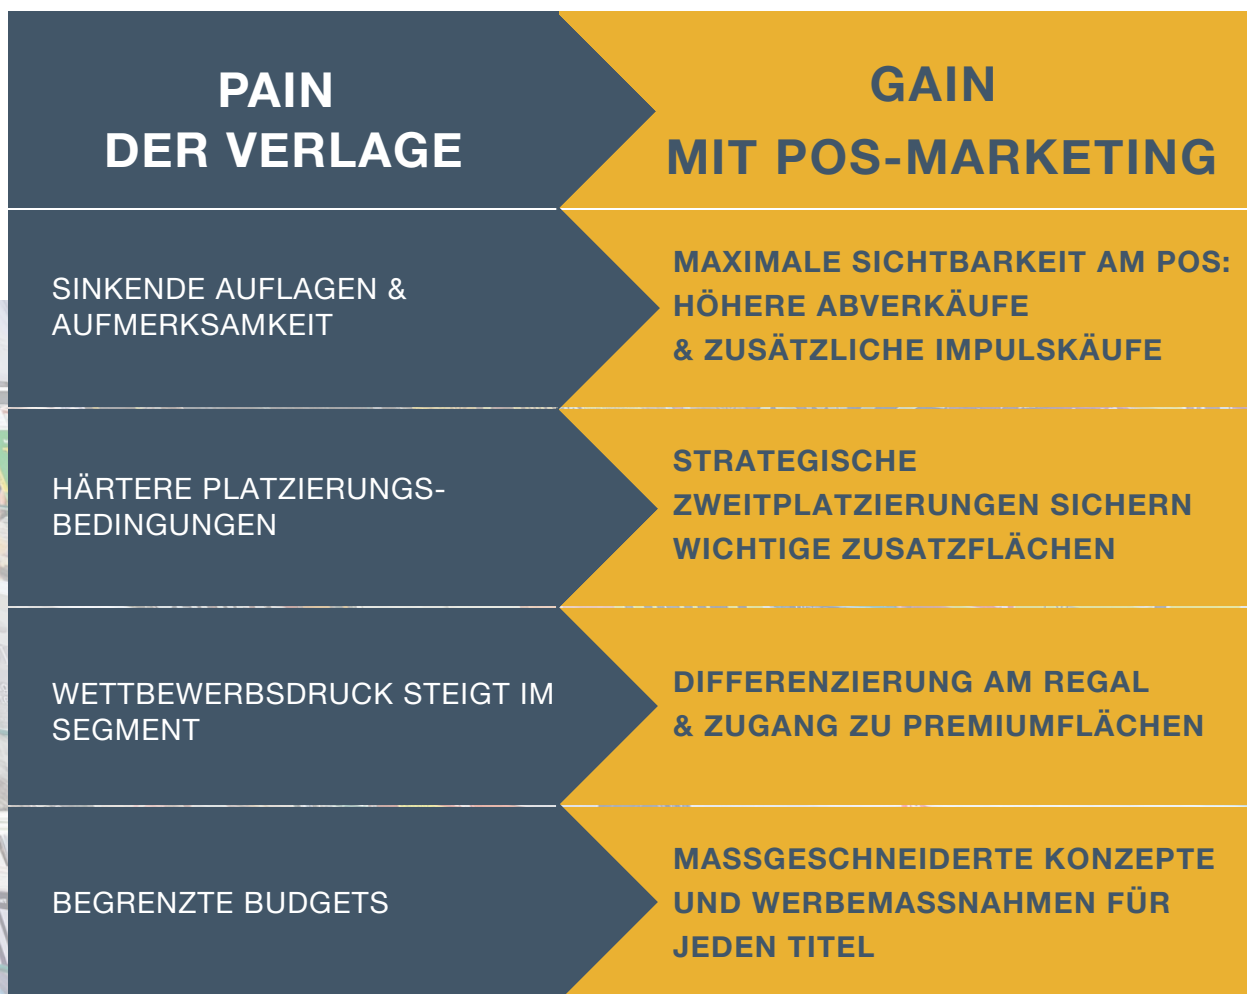 PAIN
DER VERLAGE
GAIN
MIT POS-MARKETING
SINKENDE AUFLAGEN &
AUFMERKSAMKEIT
MAXIMALE SICHTBARKEIT AM POS:
HÖHERE ABVERKÄUFE
& ZUSÄTZLICHE IMPULSKÄUFE
HÄRTERE PLATZIERUNGS-
BEDINGUNGEN
STRATEGISCHE
ZWEITPLATZIERUNGEN SICHERN
WICHTIGE ZUSATZFLÄCHEN
WETTBEWERBSDRUCK STEIGT IM
SEGMENT
DIFFERENZIERUNG AM REGAL
& ZUGANG ZU PREMIUMFLÄCHEN
BEGRENZTE BUDGETS
MASSGESCHNEIDERTE KONZEPTE
UND WERBEMASSNAHMEN FÜR
JEDEN TITEL